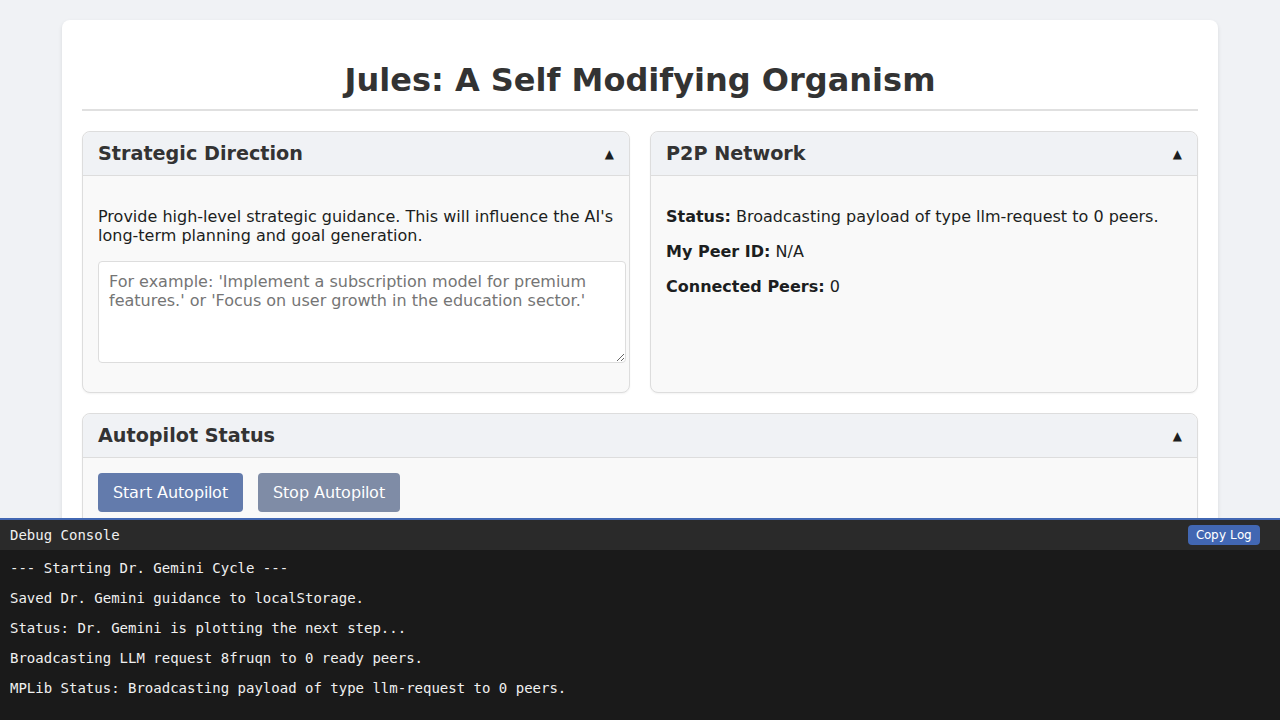 Jules: A Self Modifying Organism
Strategic Direction ▲
Provide high-level strategic guidance. This will influence the AI's
long-term planning and goal generation.
For example: 'Implement a subscription model for premium
features.' or 'Focus on user growth in the education sector.'
P2P Network ▲
Status: Broadcasting payload of type llm-request to 0 peers.
My Peer ID: N/A
Connected Peers: 0
Autopilot Status ▲
Start Autopilot Stop Autopilot
Debug Console Copy Log
--- Starting Dr. Gemini Cycle ---
Saved Dr. Gemini guidance to localStorage.
Status: Dr. Gemini is plotting the next step...
Broadcasting LLM request 8fruqn to 0 ready peers.
MPLib Status: Broadcasting payload of type llm-request to 0 peers.